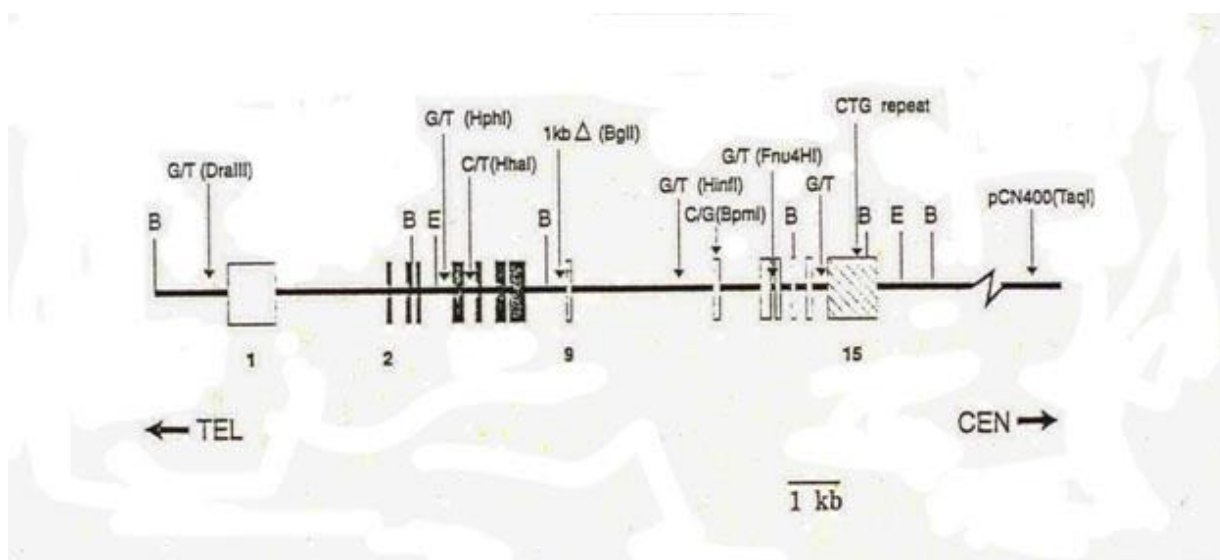 CTG repeat
G/T (HphI)
1kb Δ (BglI)
G/T (DraIII)
C/T(HhaI)
G/T (Fnu4HI)
G/T (HinfI)
G/T
pCN400(TaqI)
C/G(BpmI)
B
B
E
B
B
B
E
B
1
2
9
15
TEL
CEN
1 kb